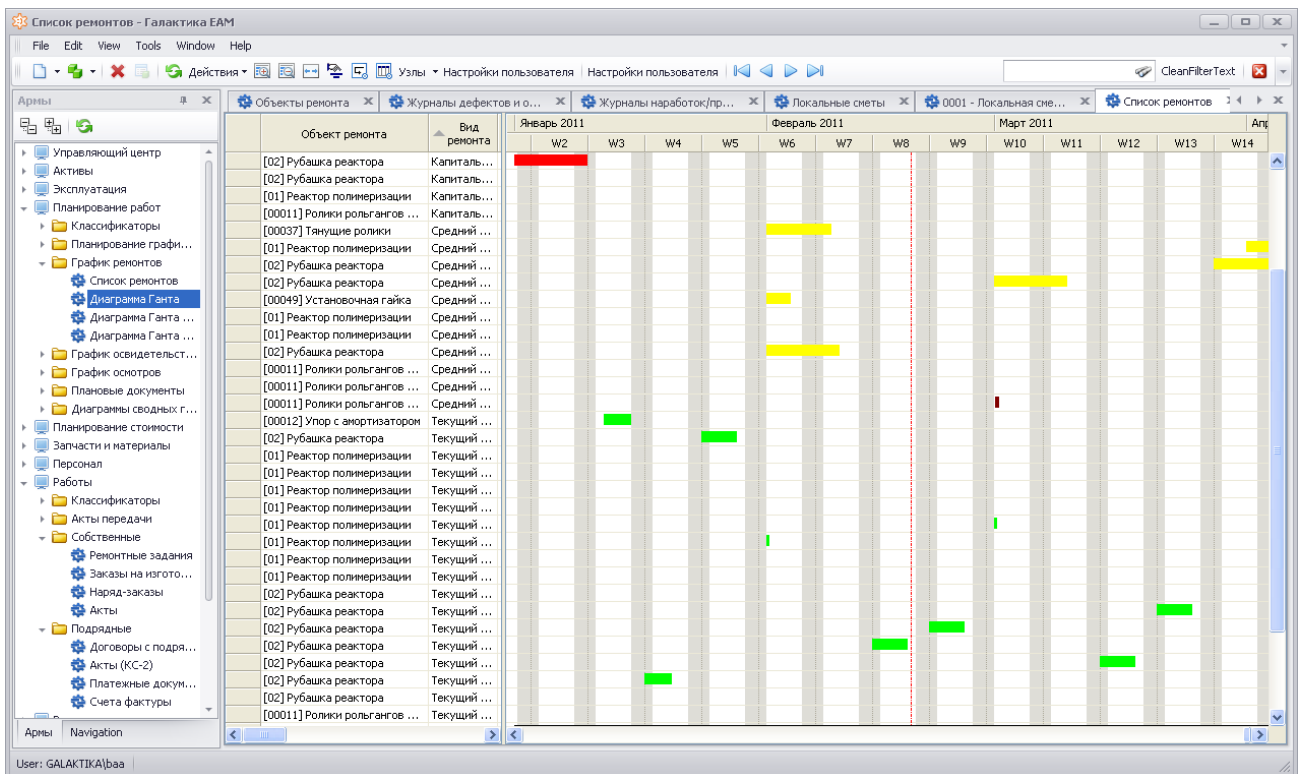 Список ремонтов - Галактика EAM
File Edit View Tools Window Help
Действия Узлы Настройки пользователя Настройки пользователя CleanFilterText
Армы
Объекты ремонта Журналы дефектов и о... Журналы наработок/пр... Локальные сметы 0001 - Локальная сме... Список ремонтов
Управляющий центр
Активы
Эксплуатация
Планирование работ
Классификаторы
Планирование графи...
График ремонтов
Список ремонтов
Диаграмма Ганта
Диаграмма Ганта ...
Диаграмма Ганта ...
График освидетельст...
График осмотров
Плановые документы
Диаграммы сводных г...
Планирование стоимости
Запчасти и материалы
Персонал
Работы
Классификаторы
Акты передачи
Собственные
Ремонтные задания
Заказы на изгото...
Наряд-заказы
Акты
Подрядные
Договоры с подря...
Акты (КС-2)
Платежные докум...
Счета фактуры
Армы Navigation
Объект ремонта Вид ремонта
Январь 2011 Февраль 2011 Март 2011 Апр
W2 W3 W4 W5 W6 W7 W8 W9 W10 W11 W12 W13 W14
[02] Рубашка реактора Капиталь...
[02] Рубашка реактора Капиталь...
[01] Реактор полимеризации Капиталь...
[00011] Ролики рольгангов ... Капиталь...
[00037] Тянущие ролики Средний ...
[01] Реактор полимеризации Средний ...
[02] Рубашка реактора Средний ...
[02] Рубашка реактора Средний ...
[00049] Установочная гайка Средний ...
[01] Реактор полимеризации Средний ...
[01] Реактор полимеризации Средний ...
[02] Рубашка реактора Средний ...
[00011] Ролики рольгангов ... Средний ...
[00011] Ролики рольгангов ... Средний ...
[00011] Ролики рольгангов ... Средний ...
[00012] Упор с амортизатором Текущий ...
[02] Рубашка реактора Текущий ...
[01] Реактор полимеризации Текущий ...
[01] Реактор полимеризации Текущий ...
[01] Реактор полимеризации Текущий ...
[01] Реактор полимеризации Текущий ...
[01] Реактор полимеризации Текущий ...
[01] Реактор полимеризации Текущий ...
[01] Реактор полимеризации Текущий ...
[01] Реактор полимеризации Текущий ...
[02] Рубашка реактора Текущий ...
[02] Рубашка реактора Текущий ...
[02] Рубашка реактора Текущий ...
[02] Рубашка реактора Текущий ...
[02] Рубашка реактора Текущий ...
[02] Рубашка реактора Текущий ...
[02] Рубашка реактора Текущий ...
[00011] Ролики рольгангов ... Текущий ...
User: GALAKTIKA\baa